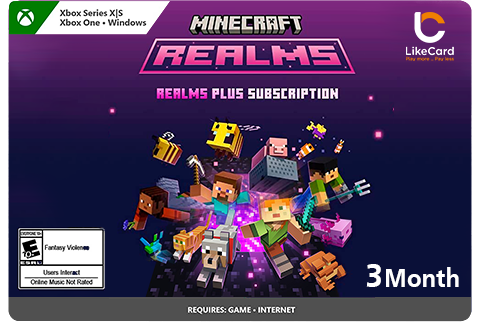 Xbox Series X|S
Xbox One • Windows
MINECRAFT
REALMS
REALMS PLUS SUBSCRIPTION
LikeCard
Play more .. Pay less
EVERYONE 10+
E
10+
ESRB
Fantasy Violence
Users Interact
Online Music Not Rated
3 Month
REQUIRES: GAME • INTERNET